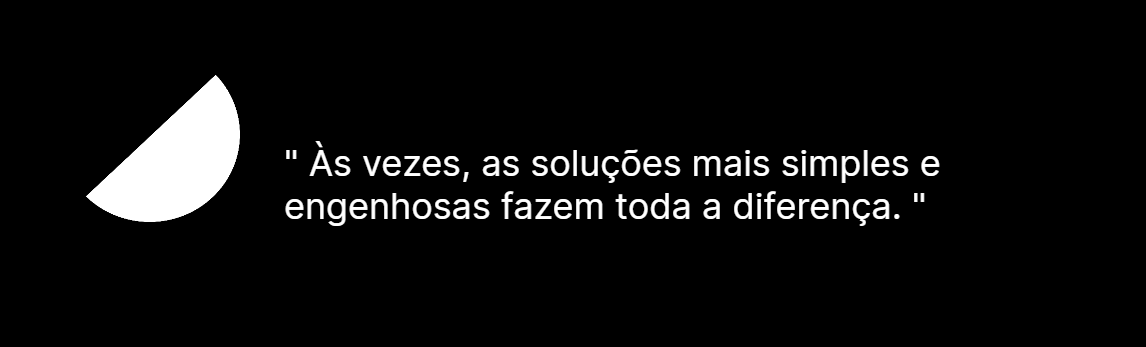 " Às vezes, as soluções mais simples e
engenhosas fazem toda a diferença. "